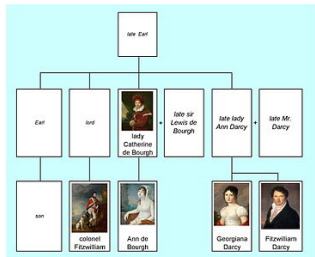 late Earl
Earl
lord
lady
Catherine
de Bourgh
+
late sir
Lewis de
Bourgh
late lady
Ann Darcy
+
late Mr.
Darcy
son
colonel
Fitzwilliam
Ann de
Bourgh
Georgiana
Darcy
Fitzwilliam
Darcy